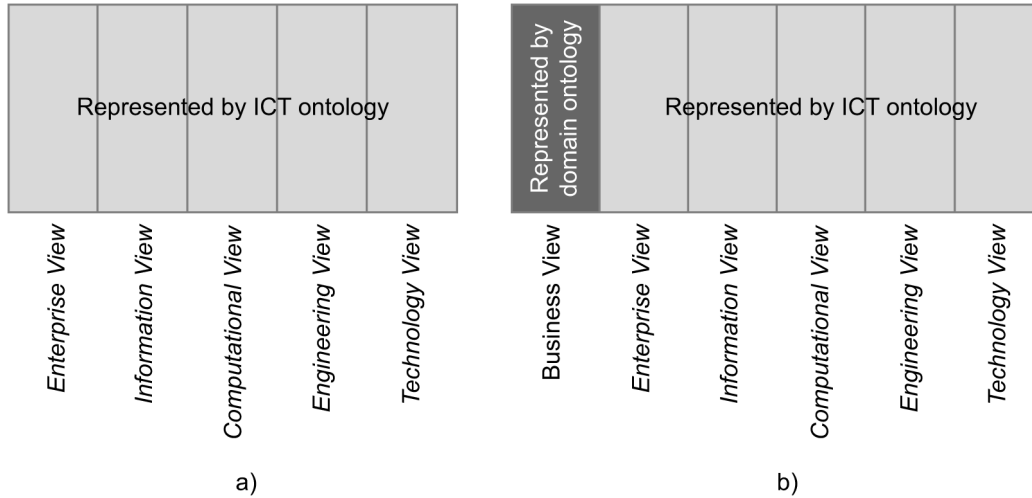 Represented by ICT ontology
Enterprise View
Information View
Computational View
Engineering View
Technology View
a)
Represented by
domain ontology
Represented by ICT ontology
Business View
Enterprise View
Information View
Computational View
Engineering View
Technology View
b)